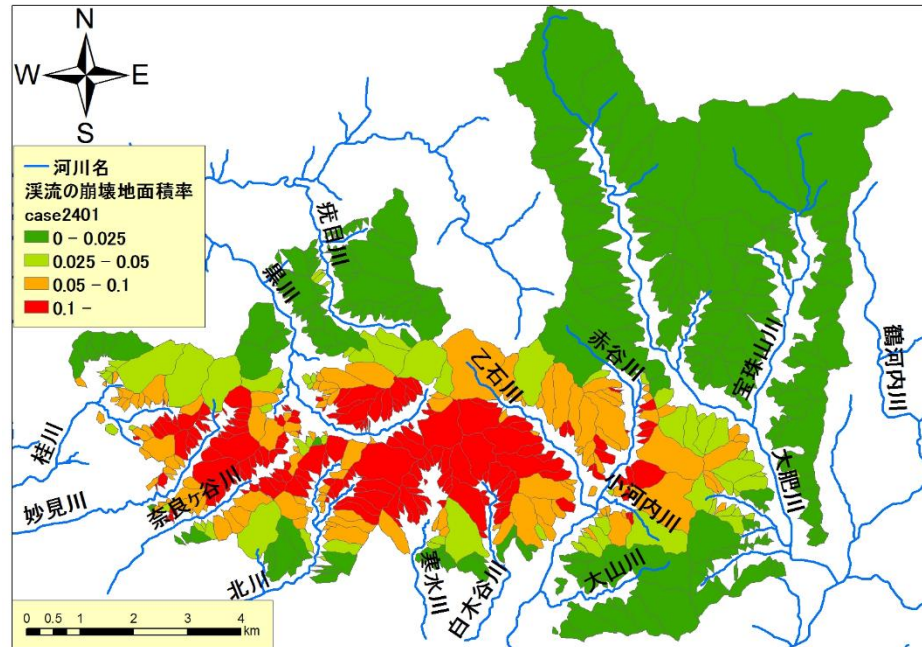 N
W E
S
河川名
渓流の崩壊地面積率
case2401
0 - 0.025
0.025 - 0.05
0.05 - 0.1
0.1 -
疣目川
黒川
乙石川
赤谷川
宝珠山川
鶴河内川
桂川
妙見川
奈良ヶ谷川
北川
寒水川
白木谷川
小河内川
大山川
大肥川
0 0.5 1 2 3 4
km